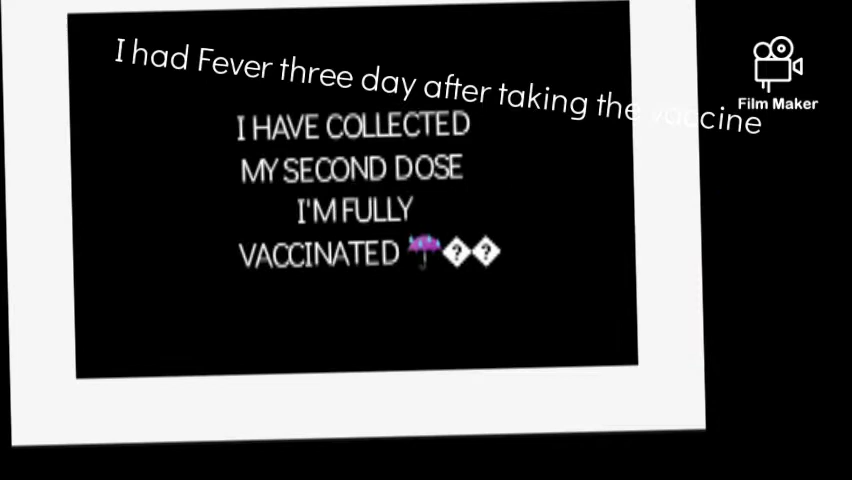 I had Fever three day after taking the vaccine
Film Maker
I HAVE COLLECTED
MY SECOND DOSE
I'M FULLY
VACCINATED ☔��